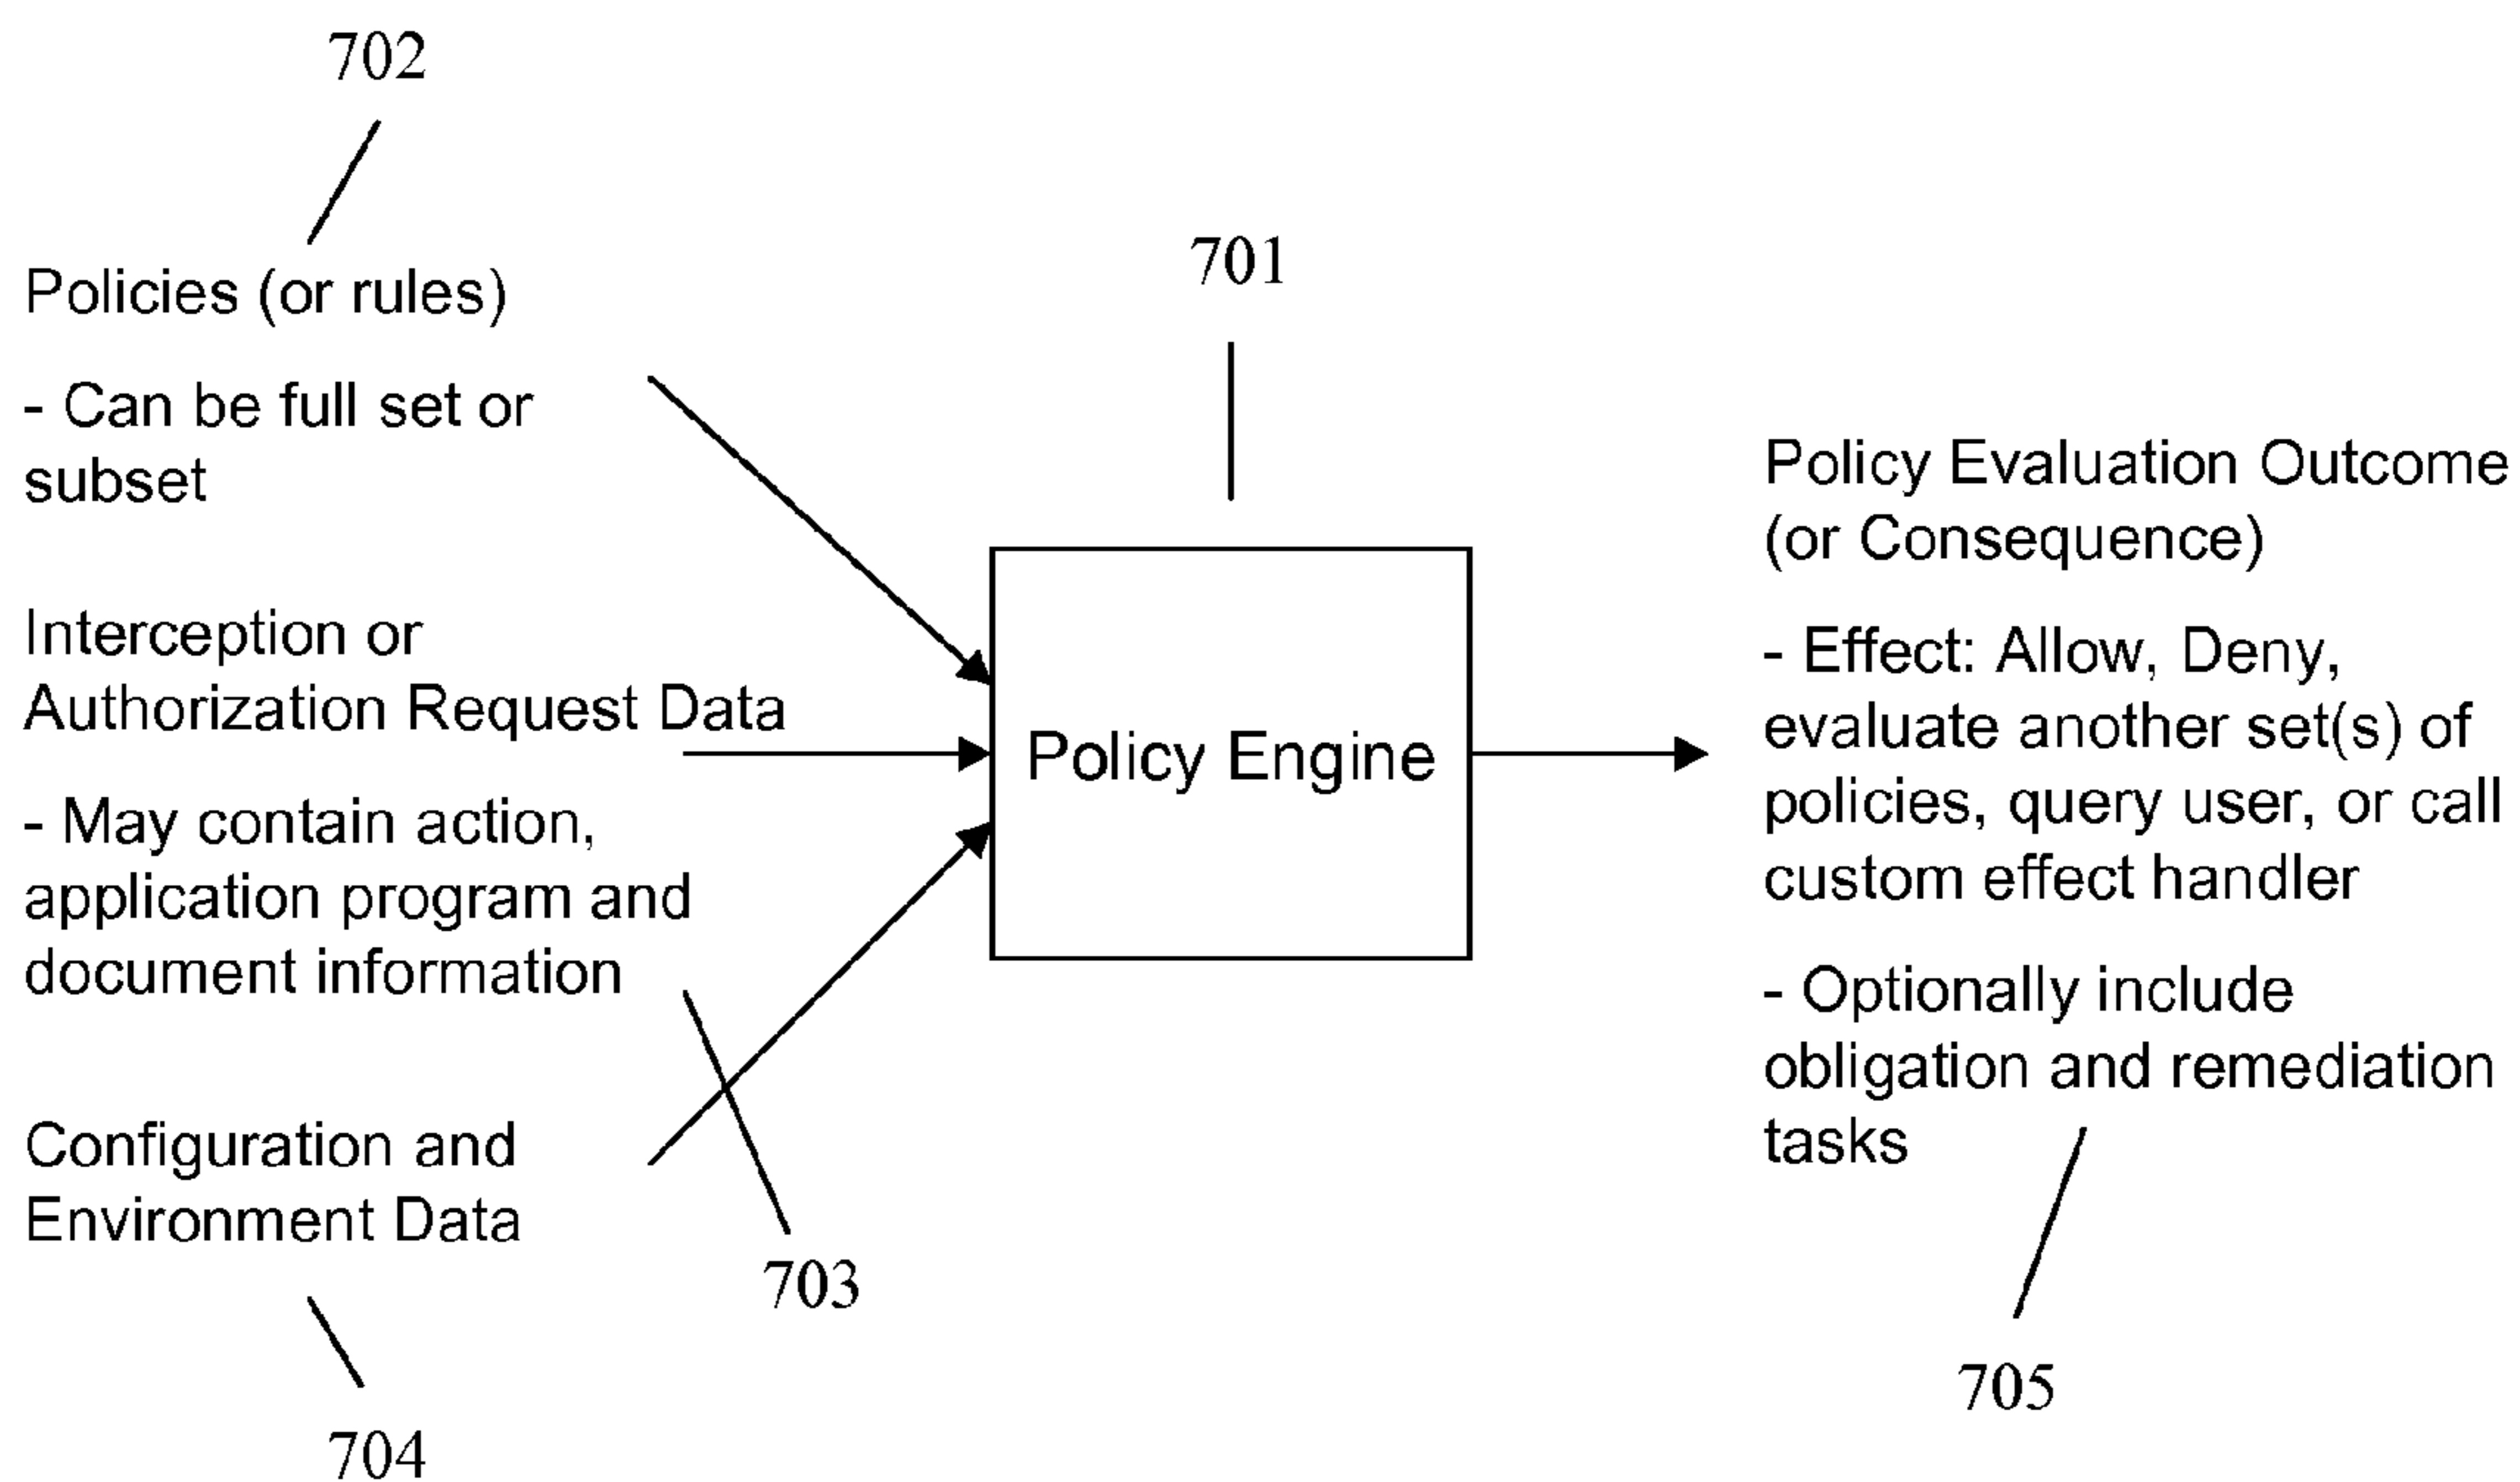 702
Policies (or rules)
- Can be full set or
subset
Interception or
Authorization Request Data
- May contain action,
application program and
document information
703
Configuration and
Environment Data
704
701
Policy Engine
Policy Evaluation Outcome
(or Consequence)
- Effect: Allow, Deny,
evaluate another set(s) of
policies, query user, or call
custom effect handler
- Optionally include
obligation and remediation
tasks
705